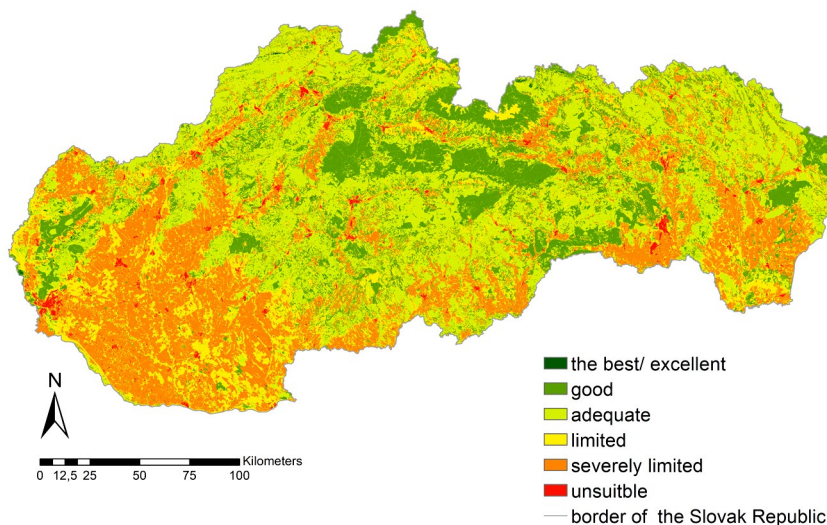 the best/ excellent
good
adequate
limited
severely limited
unsuitble
border of the Slovak Republic
N
Kilometers
0 12,5 25 50 75 100